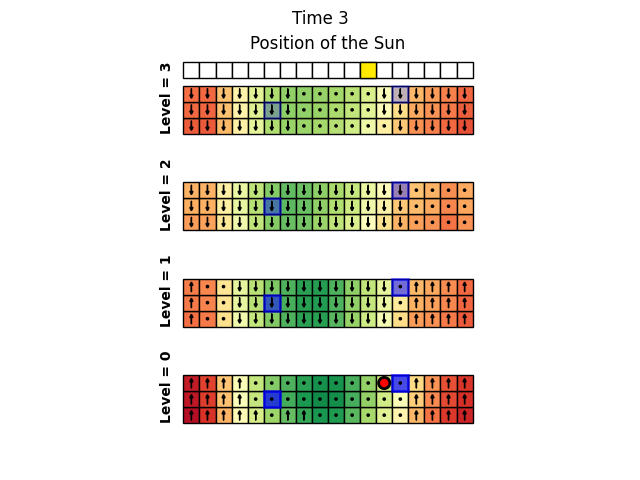 Time 3
Position of the Sun
Level = 3
Level = 2
Level = 1
Level = 0